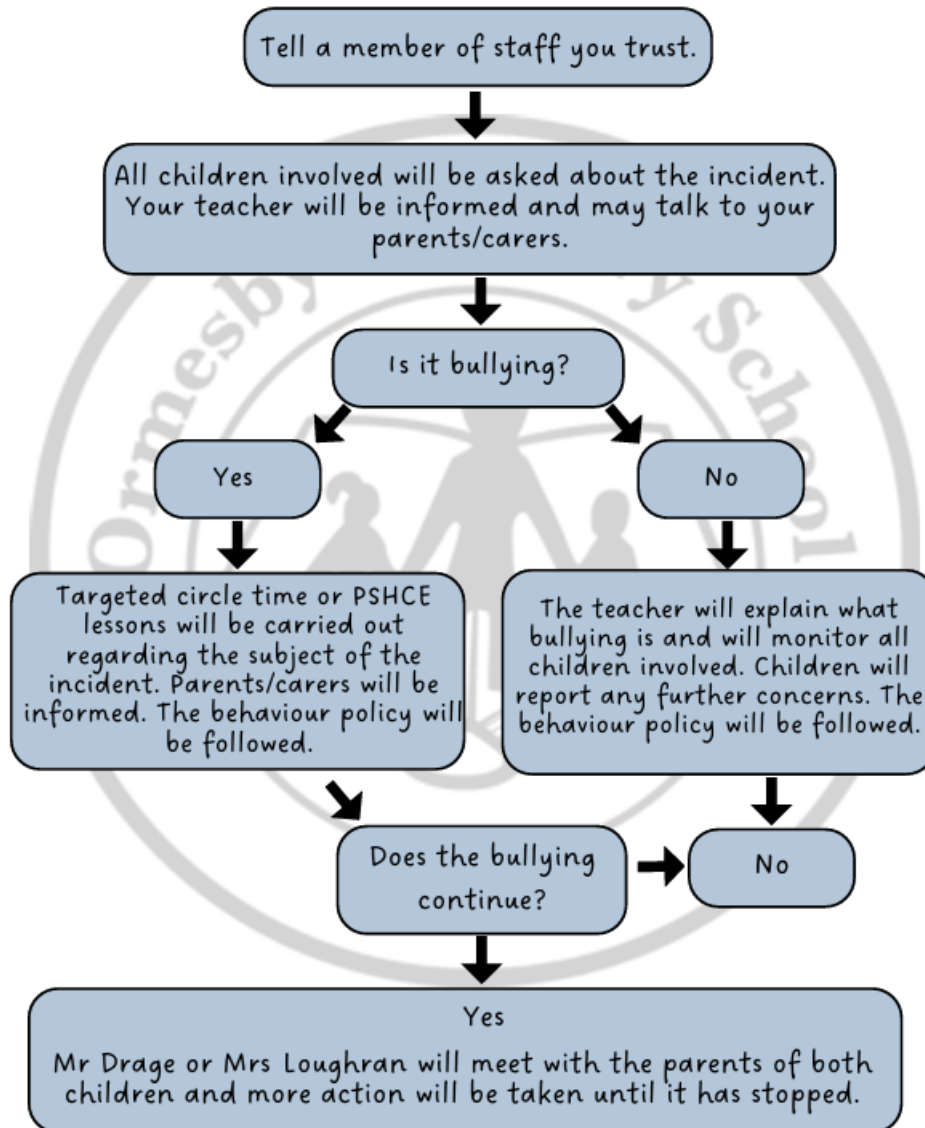 Tell a member of staff you trust.
All children involved will be asked about the incident.
Your teacher will be informed and may talk to your
parents/carers.
Is it bullying?
Yes
No
Targeted circle time or PSHCE
lessons will be carried out
regarding the subject of the
incident. Parents/carers will be
informed. The behaviour policy will
be followed.
The teacher will explain what
bullying is and will monitor all
children involved. Children will
report any further concerns. The
behaviour policy will be followed.
Does the bullying
continue?
No
Yes
Mr Drage or Mrs Loughran will meet with the parents of both
children and more action will be taken until it has stopped.
Ormesby
School